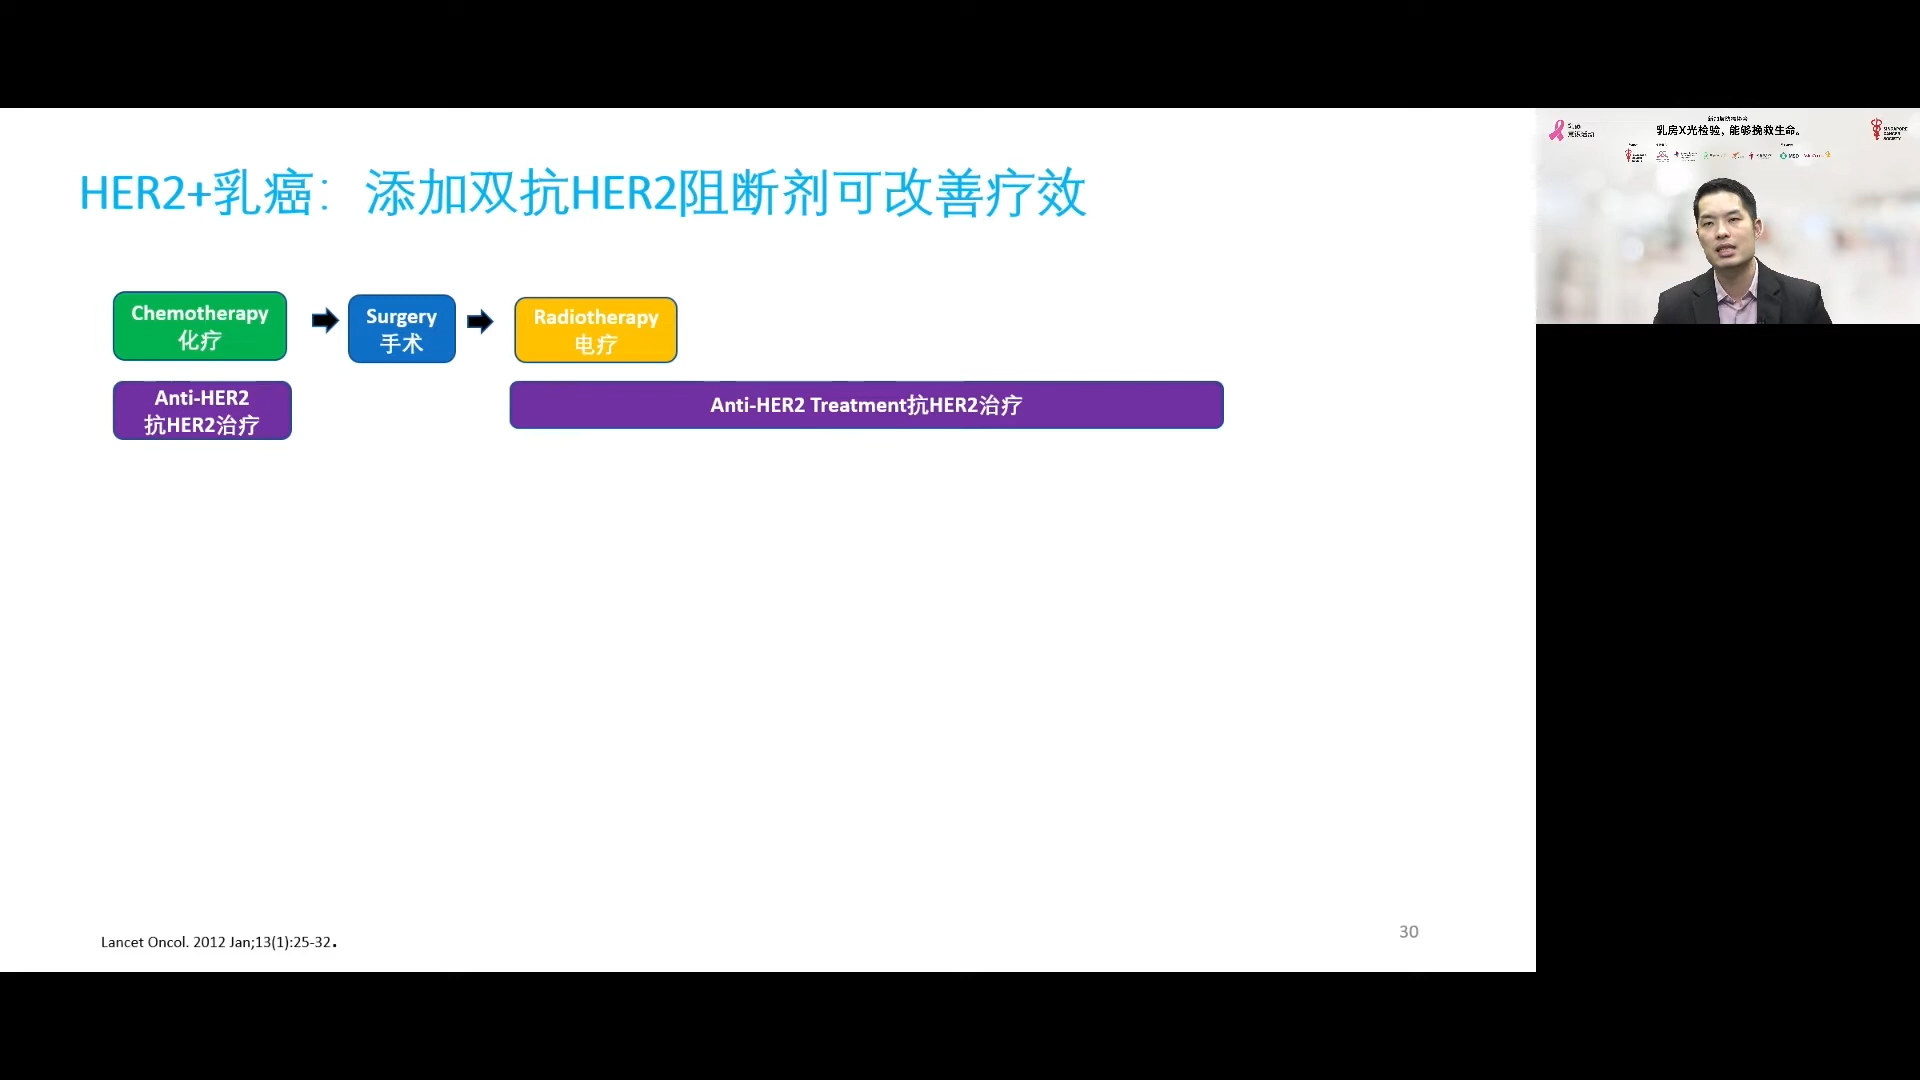 HER2+乳癌：添加双抗HER2阻断剂可改善疗效
Chemotherapy
化疗
Surgery
手术
Radiotherapy
电疗
Anti-HER2
抗HER2治疗
Anti-HER2 Treatment抗HER2治疗
Lancet Oncol. 2012 Jan;13(1):25-32.
30
乳房X光检验，能够挽救生命。
SINGAPORE
CANCER
SOCIETY
MSD